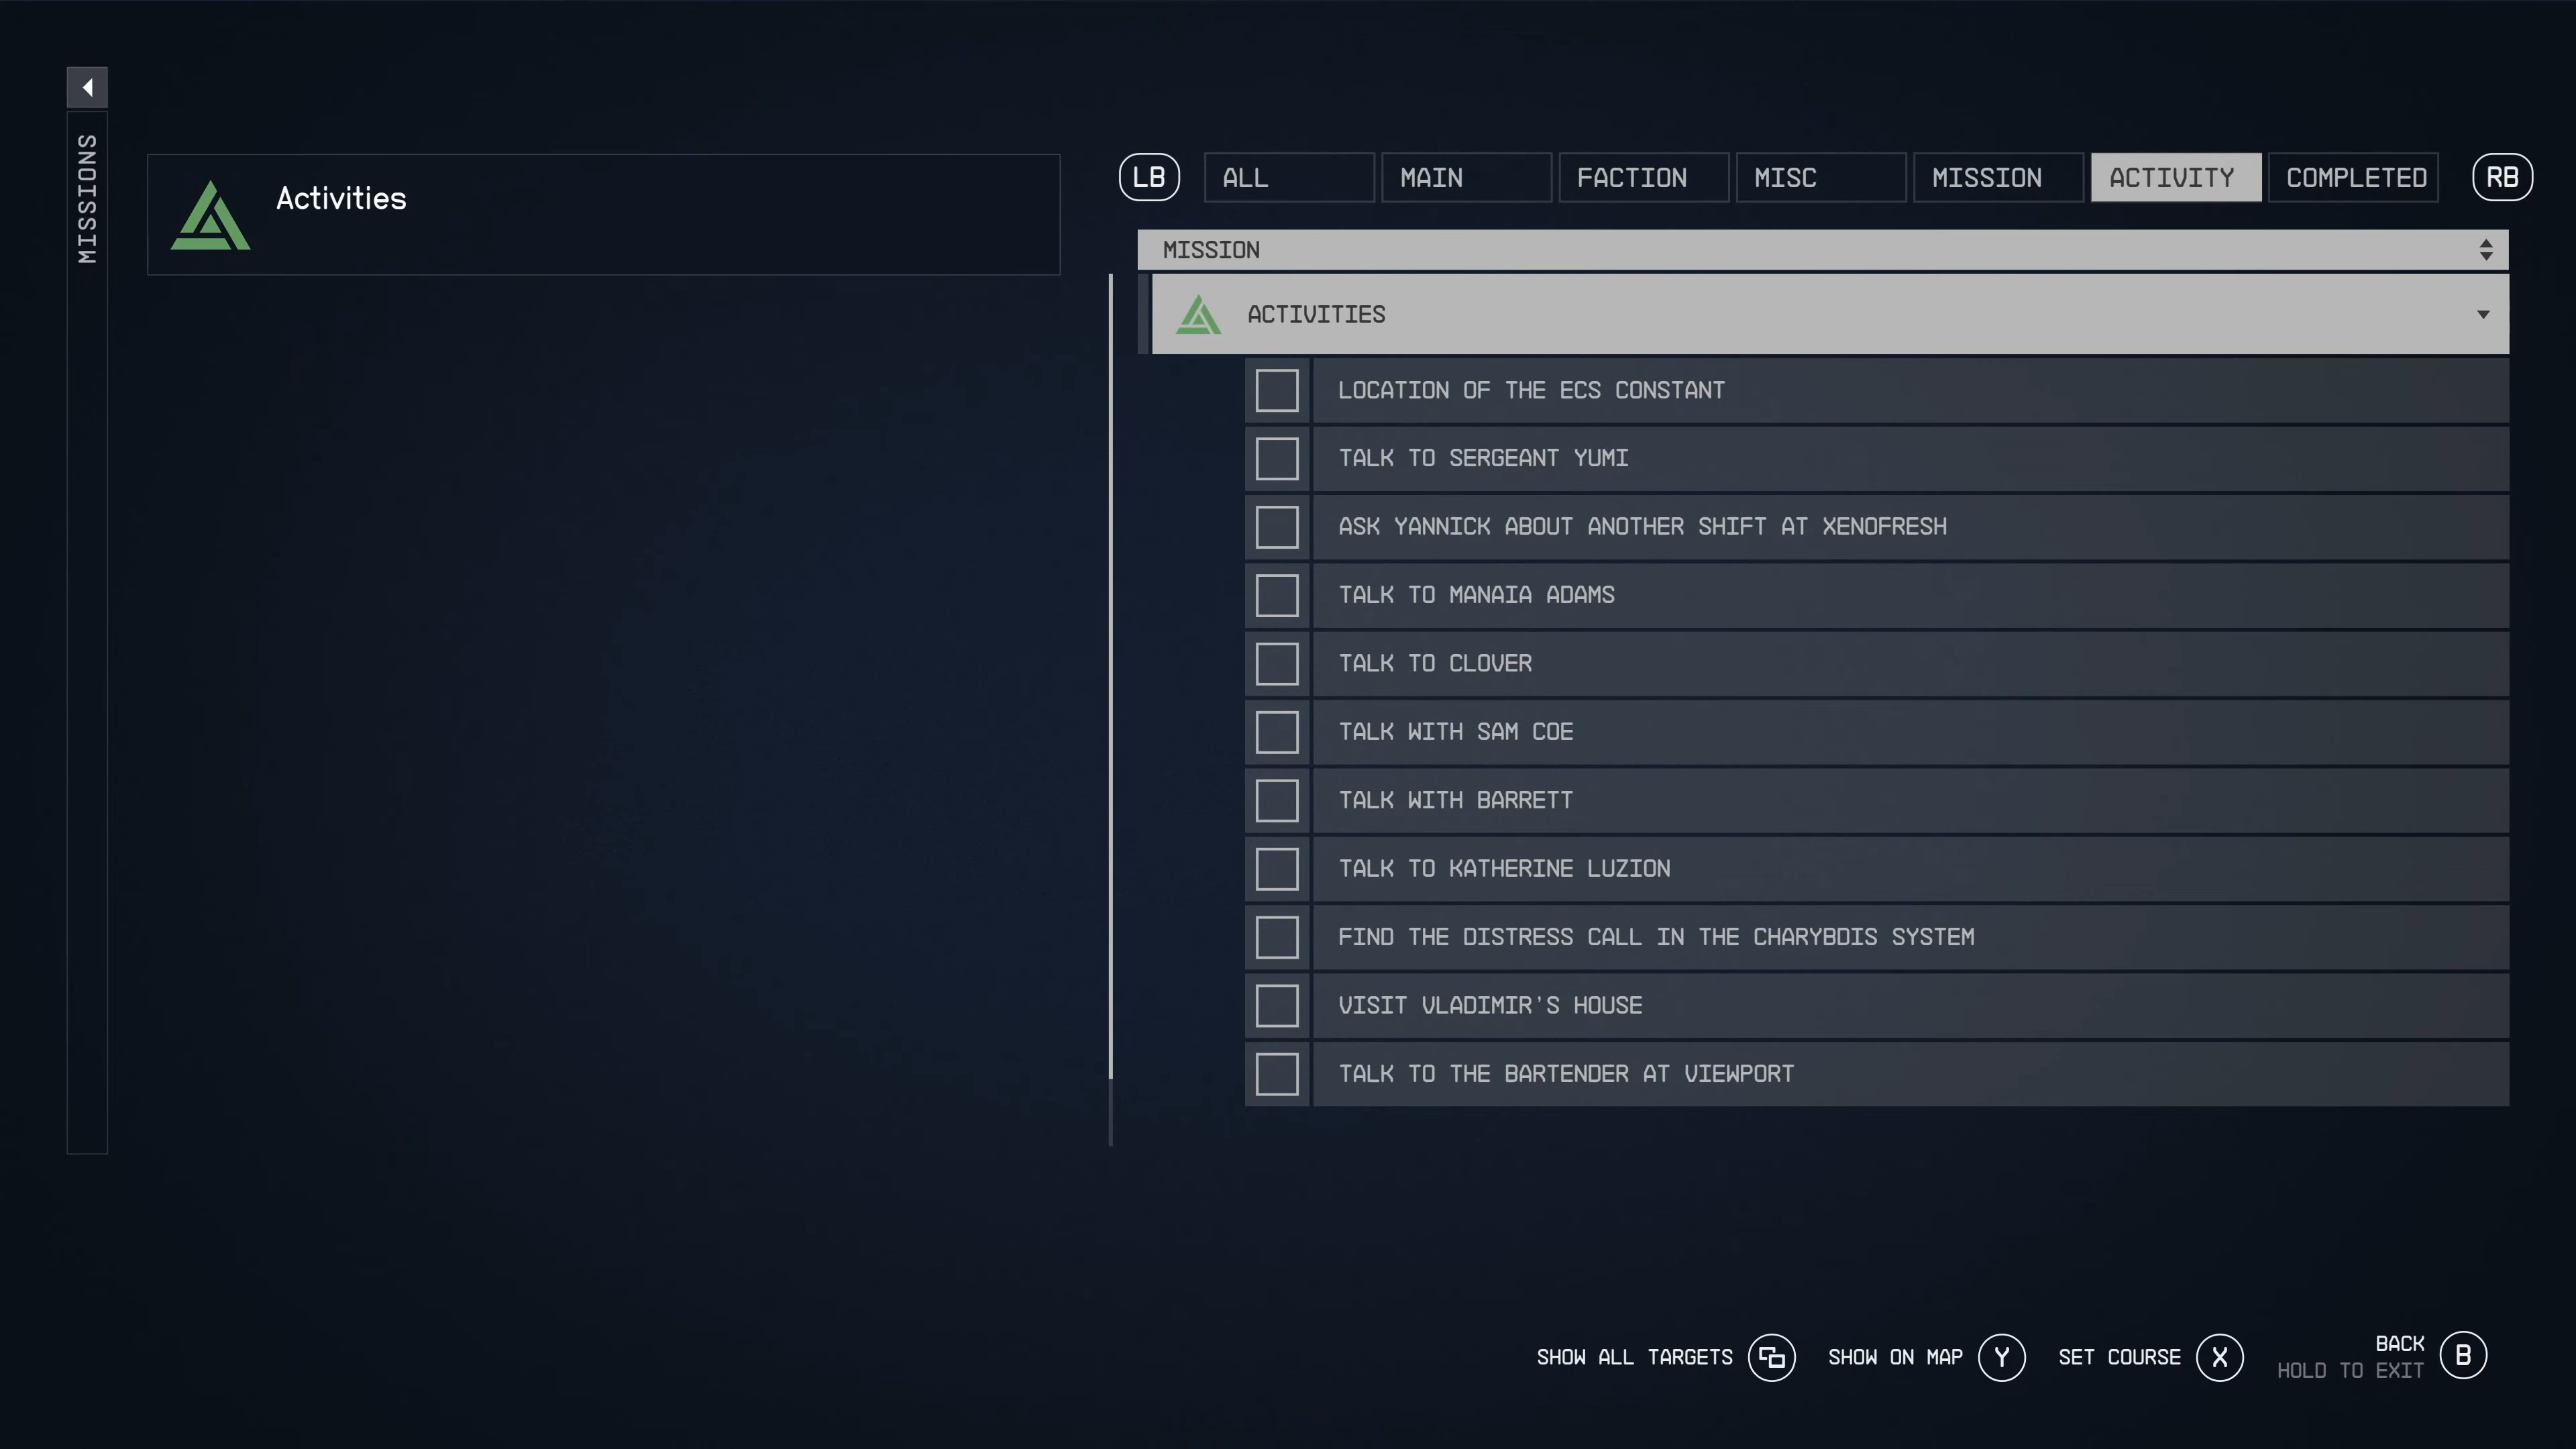 MISSIONS
Activities
LB
ALL
MAIN
FACTION
MISC
MISSION
ACTIVITY
COMPLETED
RB
MISSION
ACTIVITIES
LOCATION OF THE ECS CONSTANT
TALK TO SERGEANT YUMI
ASK YANNICK ABOUT ANOTHER SHIFT AT XENOFRESH
TALK TO MANAIA ADAMS
TALK TO CLOVER
TALK WITH SAM COE
TALK WITH BARRETT
TALK TO KATHERINE LUZION
FIND THE DISTRESS CALL IN THE CHARYBDIS SYSTEM
VISIT VLADIMIR'S HOUSE
TALK TO THE BARTENDER AT VIEWPORT
SHOW ALL TARGETS
SHOW ON MAP Y
SET COURSE X
BACK B
HOLD TO EXIT